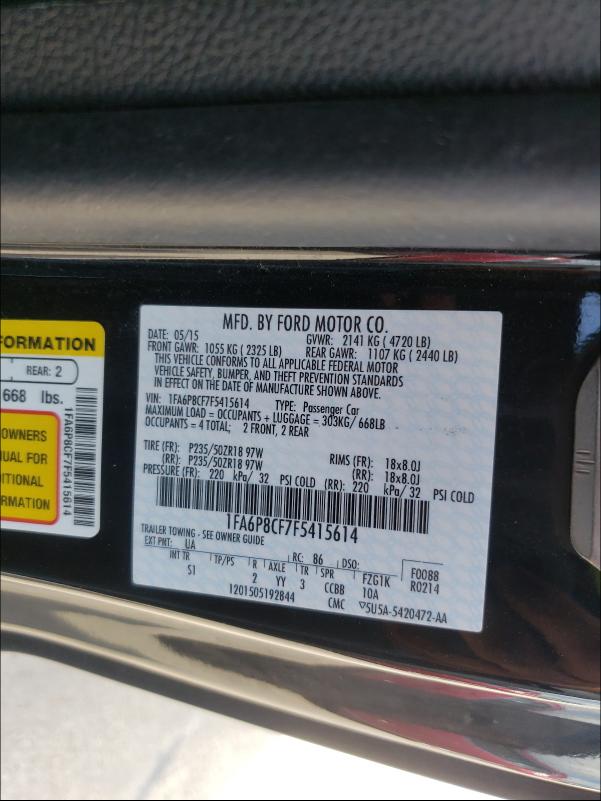 FORMATION
REAR: 2
668 lbs.
OWNERS
NUAL FOR
DITIONAL
ORMATION
1FA6P8CF7F5415614
MFD. BY FORD MOTOR CO.
DATE: 05/15 GVWR: 2141 KG ( 4720 LB)
FRONT GAWR: 1055 KG ( 2325 LB) REAR GAWR: 1107 KG ( 2440 LB)
THIS VEHICLE CONFORMS TO ALL APPLICABLE FEDERAL MOTOR
VEHICLE SAFETY, BUMPER, AND THEFT PREVENTION STANDARDS
IN EFFECT ON THE DATE OF MANUFACTURE SHOWN ABOVE.
VIN: 1FA6P8CF7F5415614 TYPE: Passenger Car
MAXIMUM LOAD = OCCUPANTS + LUGGAGE = 303KG/ 668LB
OCCUPANTS = 4 TOTAL; 2 FRONT, 2 REAR
TIRE (FR): P235/50ZR18 97W RIMS (FR): 18x8.0J
(RR): P235/50ZR18 97W (RR): 18x8.0J
PRESSURE (FR): 220 kPa/ 32 PSI COLD (RR): 220 kPa/ 32 PSI COLD
1FA6P8CF7F5415614
TRAILER TOWING - SEE OWNER GUIDE
EXT PNT: UA RC: 86 DSO: F0088
INT TR TP/PS R AXLE TR SPR FZG1K R0214
S1 2 YY 3 CCBB 10A
1201505192844 CMC ▽5U5A-5420472-AA